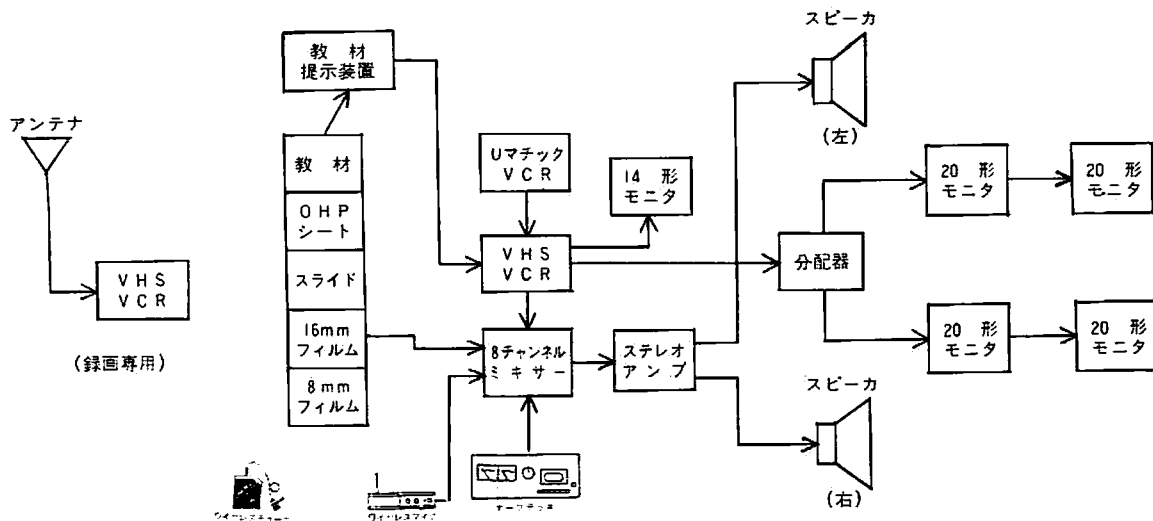 アンテナ
VHS
VCR
(録画専用)
教材
提示装置
教材
OHP
シート
スライド
16mm
フィルム
8mm
フィルム
Uマチック
VCR
VHS
VCR
14形
モニタ
8チャンネル
ミキサー
ステレオ
アンプ
スピーカ
(左)
分配器
20形
モニタ
20形
モニタ
20形
モニタ
20形
モニタ
スピーカ
(右)
ワイヤレスマイク